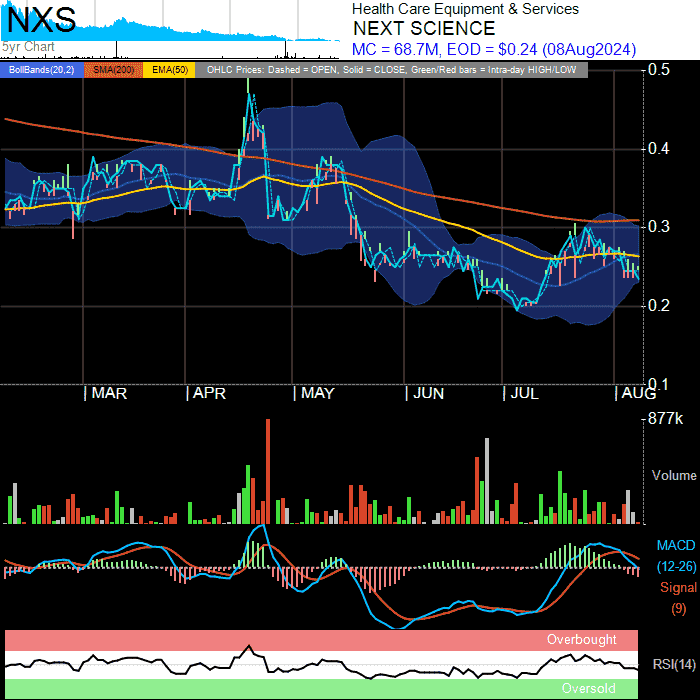 NXS
5yr Chart
Health Care Equipment & Services
NEXT SCIENCE
MC = 68.7M, EOD = $0.24 (08Aug2024)
BollBands(20,2) SMA(200) EMA(50) OHLC Prices: Dashed = OPEN, Solid = CLOSE, Green/Red bars = Intra-day HIGH/LOW
0.5
0.4
0.3
0.2
0.1
| MAR | APR | MAY | JUN | JUL | AUG
877k
Volume
MACD
(12-26)
Signal
(9)
Overbought
RSI(14)
Oversold